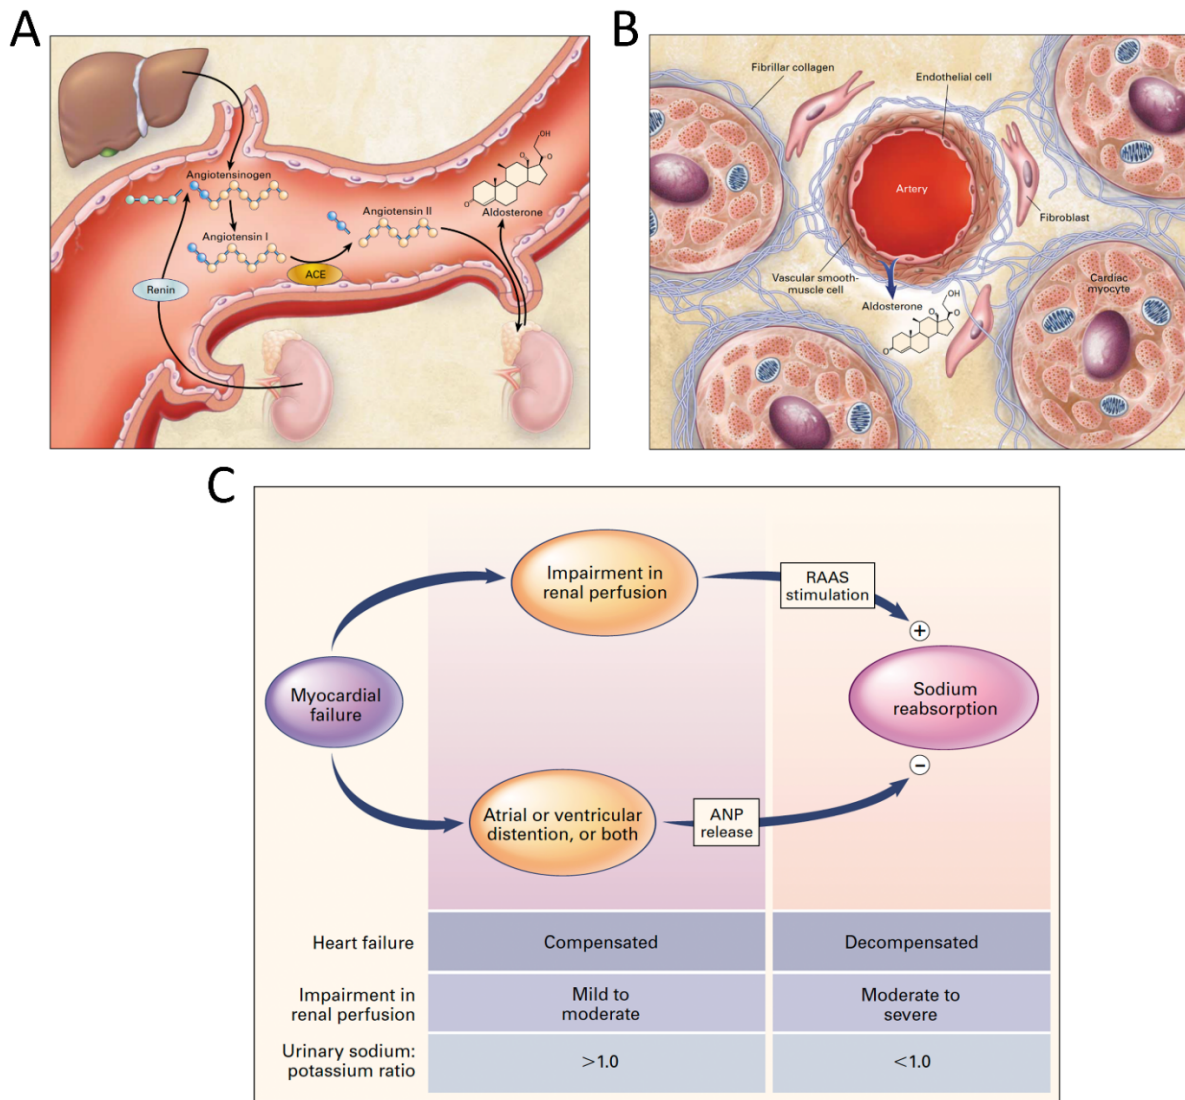 A
Angiotensinogen
Angiotensin I
Angiotensin II
ACE
Renin
OH
O
O
O
Aldosterone
B
Fibrillar collagen
Endothelial cell
Artery
Fibroblast
Vascular smooth-
muscle cell
Aldosterone
OH
O
O
O
Cardiac
myocyte
C
Myocardial
failure
Impairment in
renal perfusion
RAAS
stimulation
+
Sodium
reabsorption
−
Atrial or ventricular
distention, or both
ANP
release
Heart failure
Compensated
Decompensated
Impairment in
renal perfusion
Mild to
moderate
Moderate to
severe
Urinary sodium:
potassium ratio
>1.0
<1.0